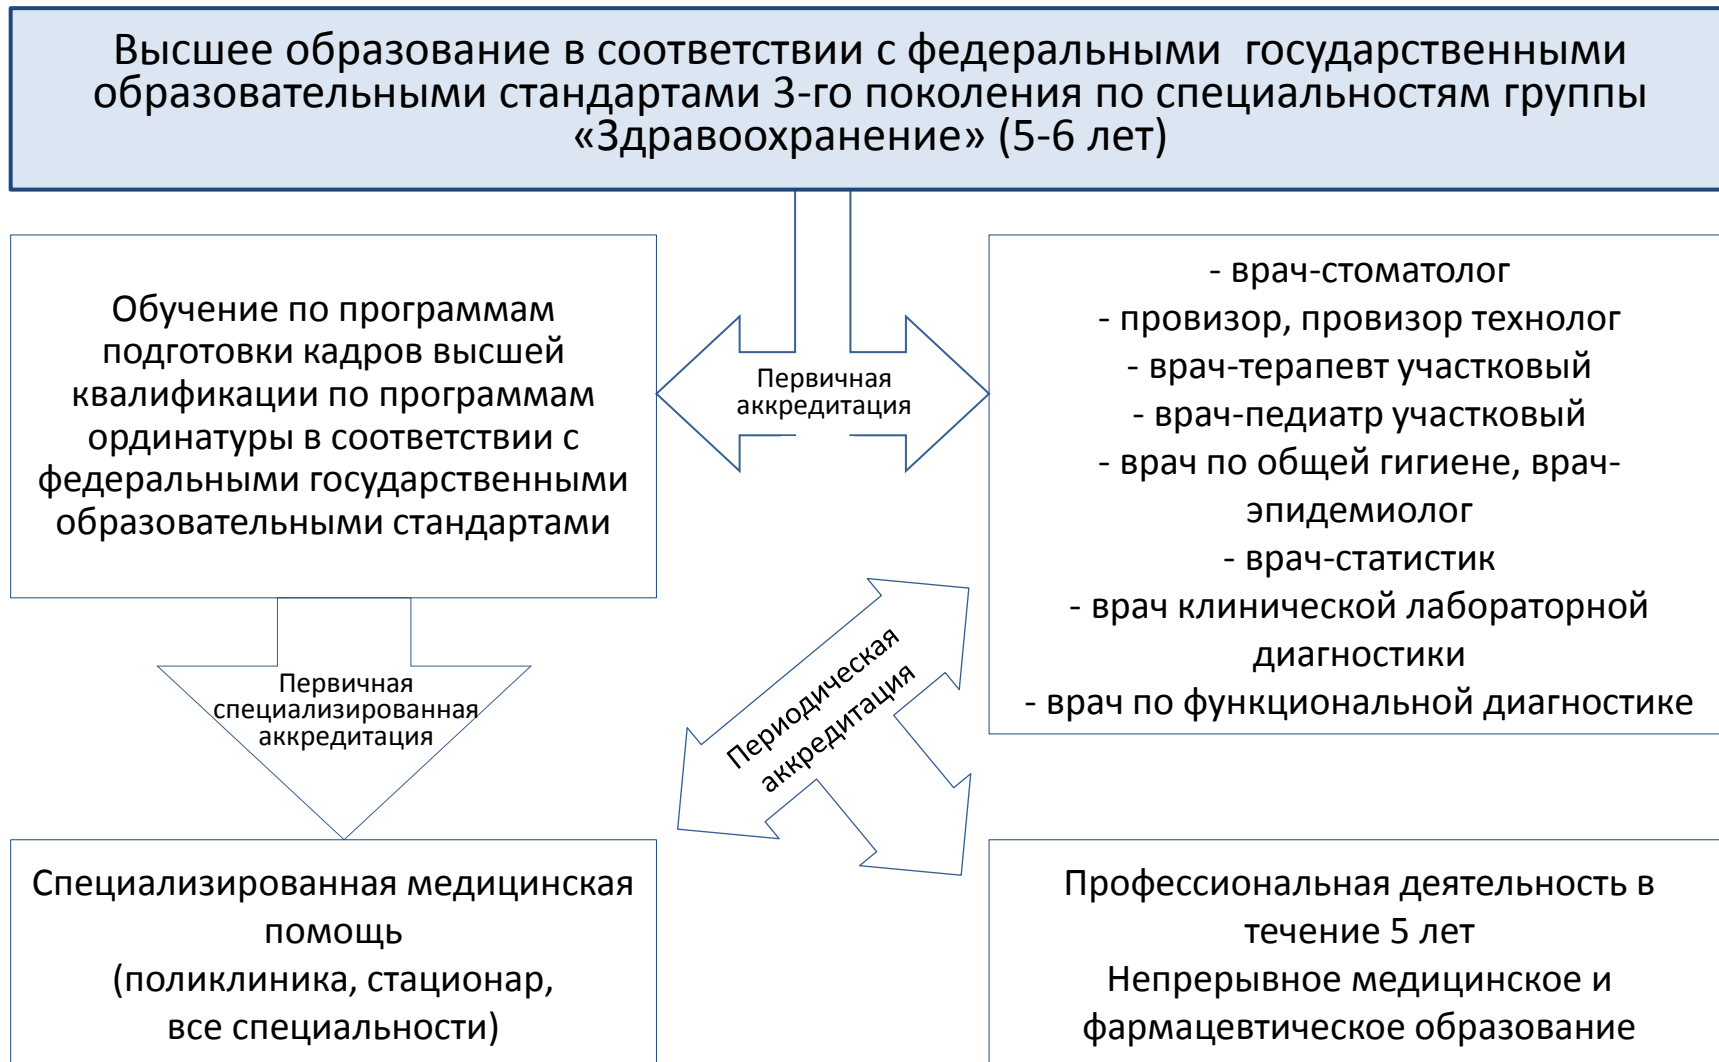 Высшее образование в соответствии с федеральными государственными
образовательными стандартами 3-го поколения по специальностям группы
«Здравоохранение» (5-6 лет)
Обучение по программам
подготовки кадров высшей
квалификации по программам
ординатуры в соответствии с
федеральными государственными
образовательными стандартами
Первичная
аккредитация
- врач-стоматолог
- провизор, провизор технолог
- врач-терапевт участковый
- врач-педиатр участковый
- врач по общей гигиене, врач-
эпидемиолог
- врач-статистик
- врач клинической лабораторной
диагностики
- врач по функциональной диагностике
Первичная
специализированная
аккредитация
Периодическая
аккредитация
Специализированная медицинская
помощь
(поликлиника, стационар,
все специальности)
Профессиональная деятельность в
течение 5 лет
Непрерывное медицинское и
фармацевтическое образование